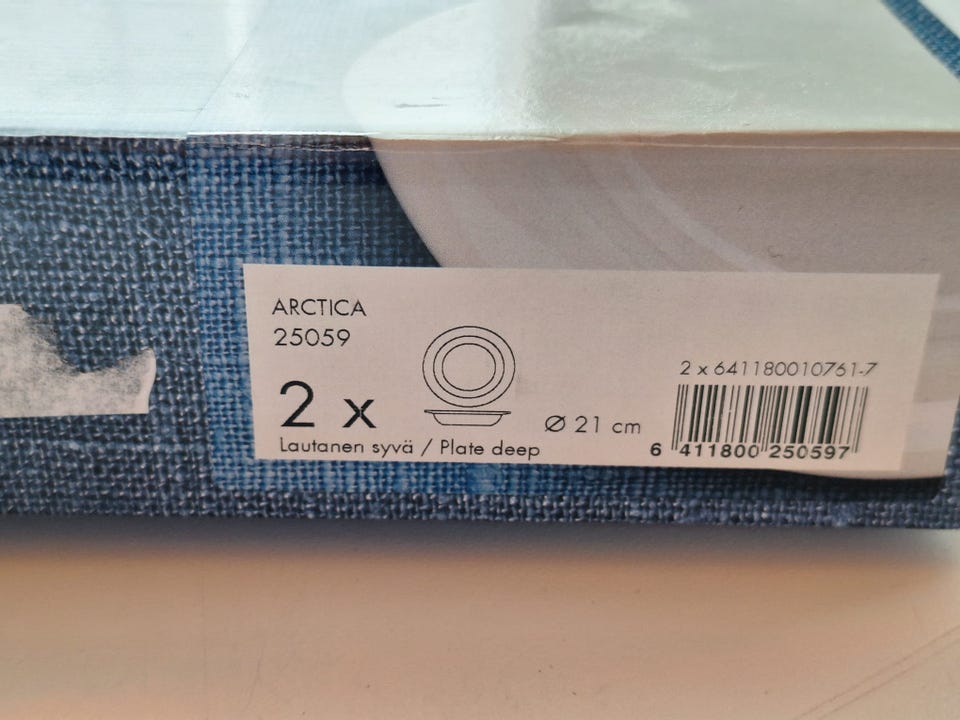 ARCTICA
25059
2 x
Lautanen syvä / Plate deep
Ø 21 cm
2 x 641180010761-7
6 411800 250597